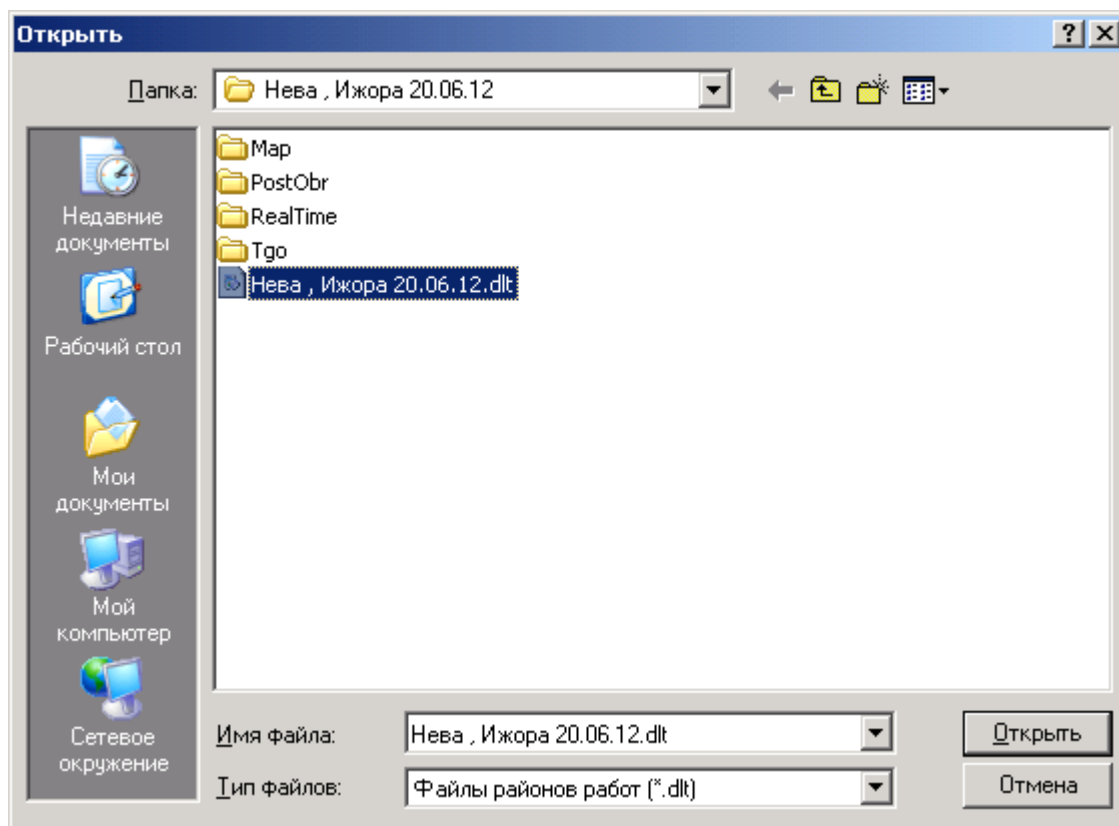 Открыть
Папка:
Нева , Ижора 20.06.12
Недавние
документы
Рабочий стол
Мои
документы
Мой
компьютер
Сетевое
окружение
Map
PostObr
RealTime
Tgo
Нева , Ижора 20.06.12.dlt
Имя файла:
Нева , Ижора 20.06.12.dlt
Открыть
Тип файлов:
Файлы районов работ (*.dlt)
Отмена